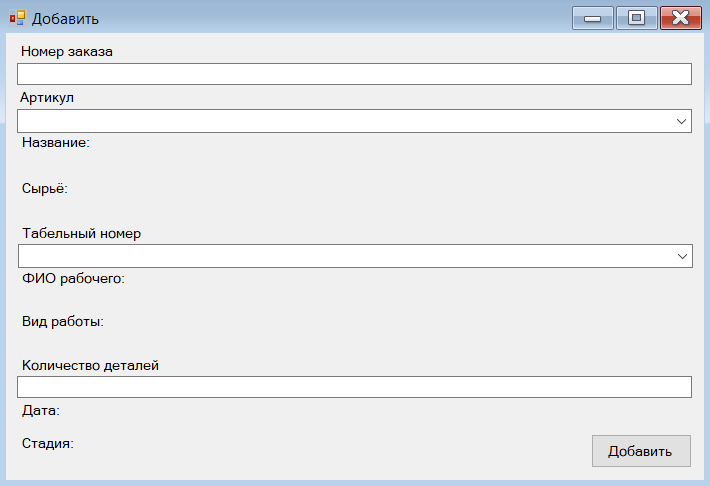 Добавить
Номер заказа
Артикул
Название:
Сырьё:
Табельный номер
ФИО рабочего:
Вид работы:
Количество деталей
Дата:
Стадия:
Добавить